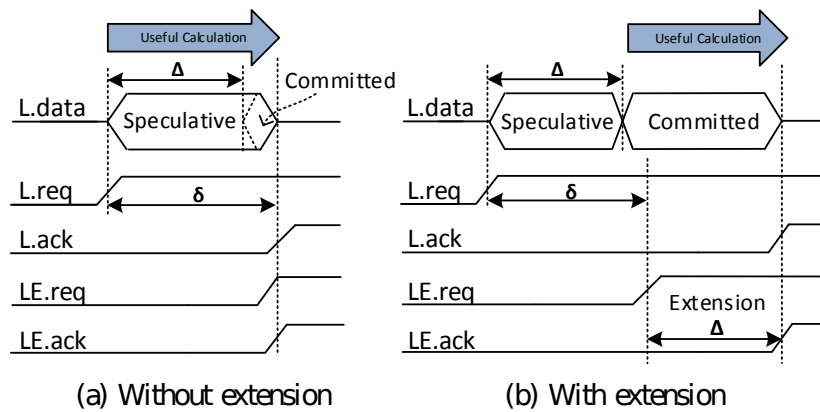 Useful Calculation
Δ
Committed
L.data
Speculative
L.req
δ
L.ack
LE.req
LE.ack
(a) Without extension
Useful Calculation
Δ
L.data
Speculative
Committed
L.req
δ
L.ack
LE.req
Extension
Δ
LE.ack
(b) With extension